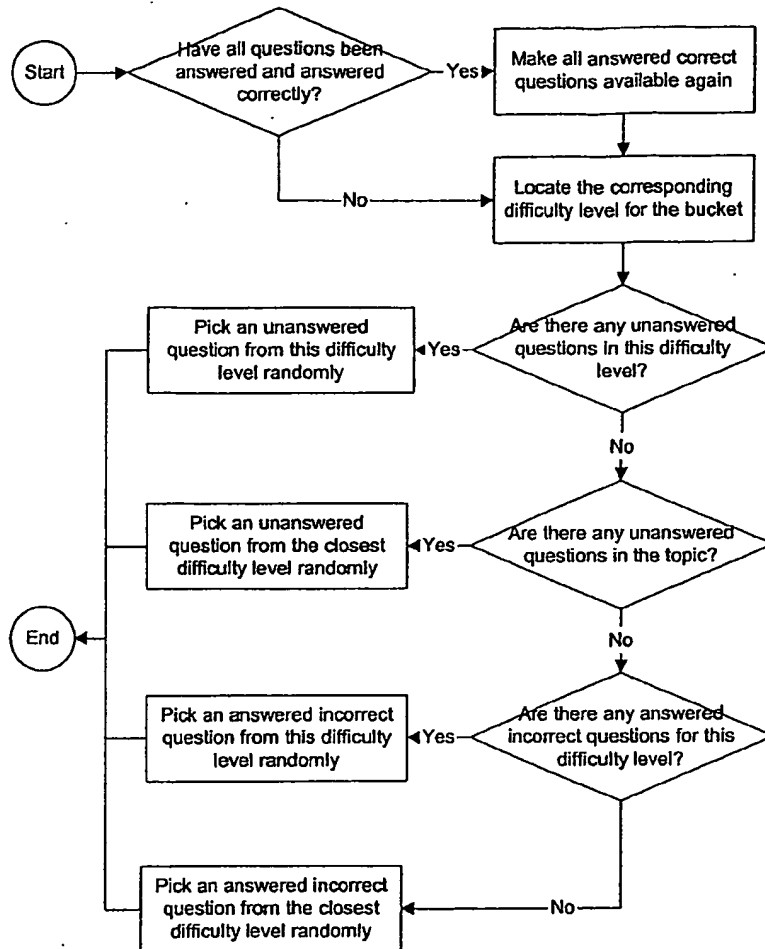 Start
Have all questions been
answered and answered
correctly?
Yes
Make all answered correct
questions available again
No
Locate the corresponding
difficulty level for the bucket
Pick an unanswered
question from this difficulty
level randomly
Yes
Are there any unanswered
questions in this difficulty
level?
No
Pick an unanswered
question from the closest
difficulty level randomly
Yes
Are there any unanswered
questions in the topic?
End
No
Pick an answered incorrect
question from this difficulty
level randomly
Yes
Are there any answered
incorrect questions for this
difficulty level?
Pick an answered incorrect
question from the closest
difficulty level randomly
No